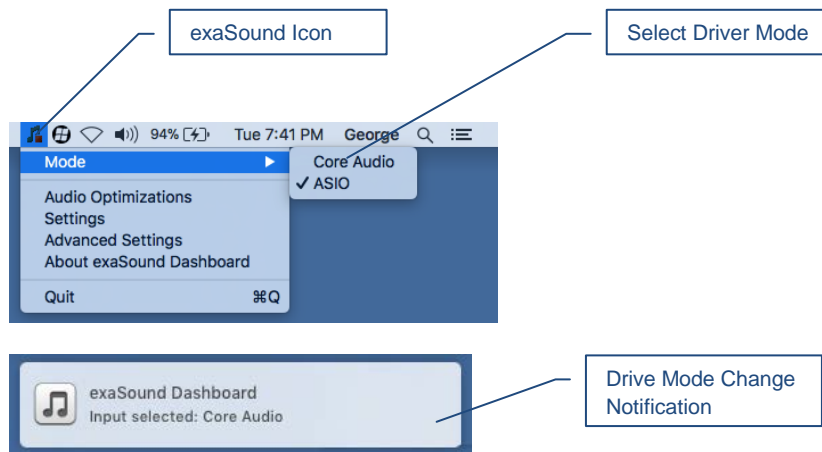 exaSound Icon
Select Driver Mode
94% Tue 7:41 PM George
Mode
Core Audio
✓ ASIO
Audio Optimizations
Settings
Advanced Settings
About exaSound Dashboard
Quit ⌘Q
exaSound Dashboard
Input selected: Core Audio
Drive Mode Change
Notification